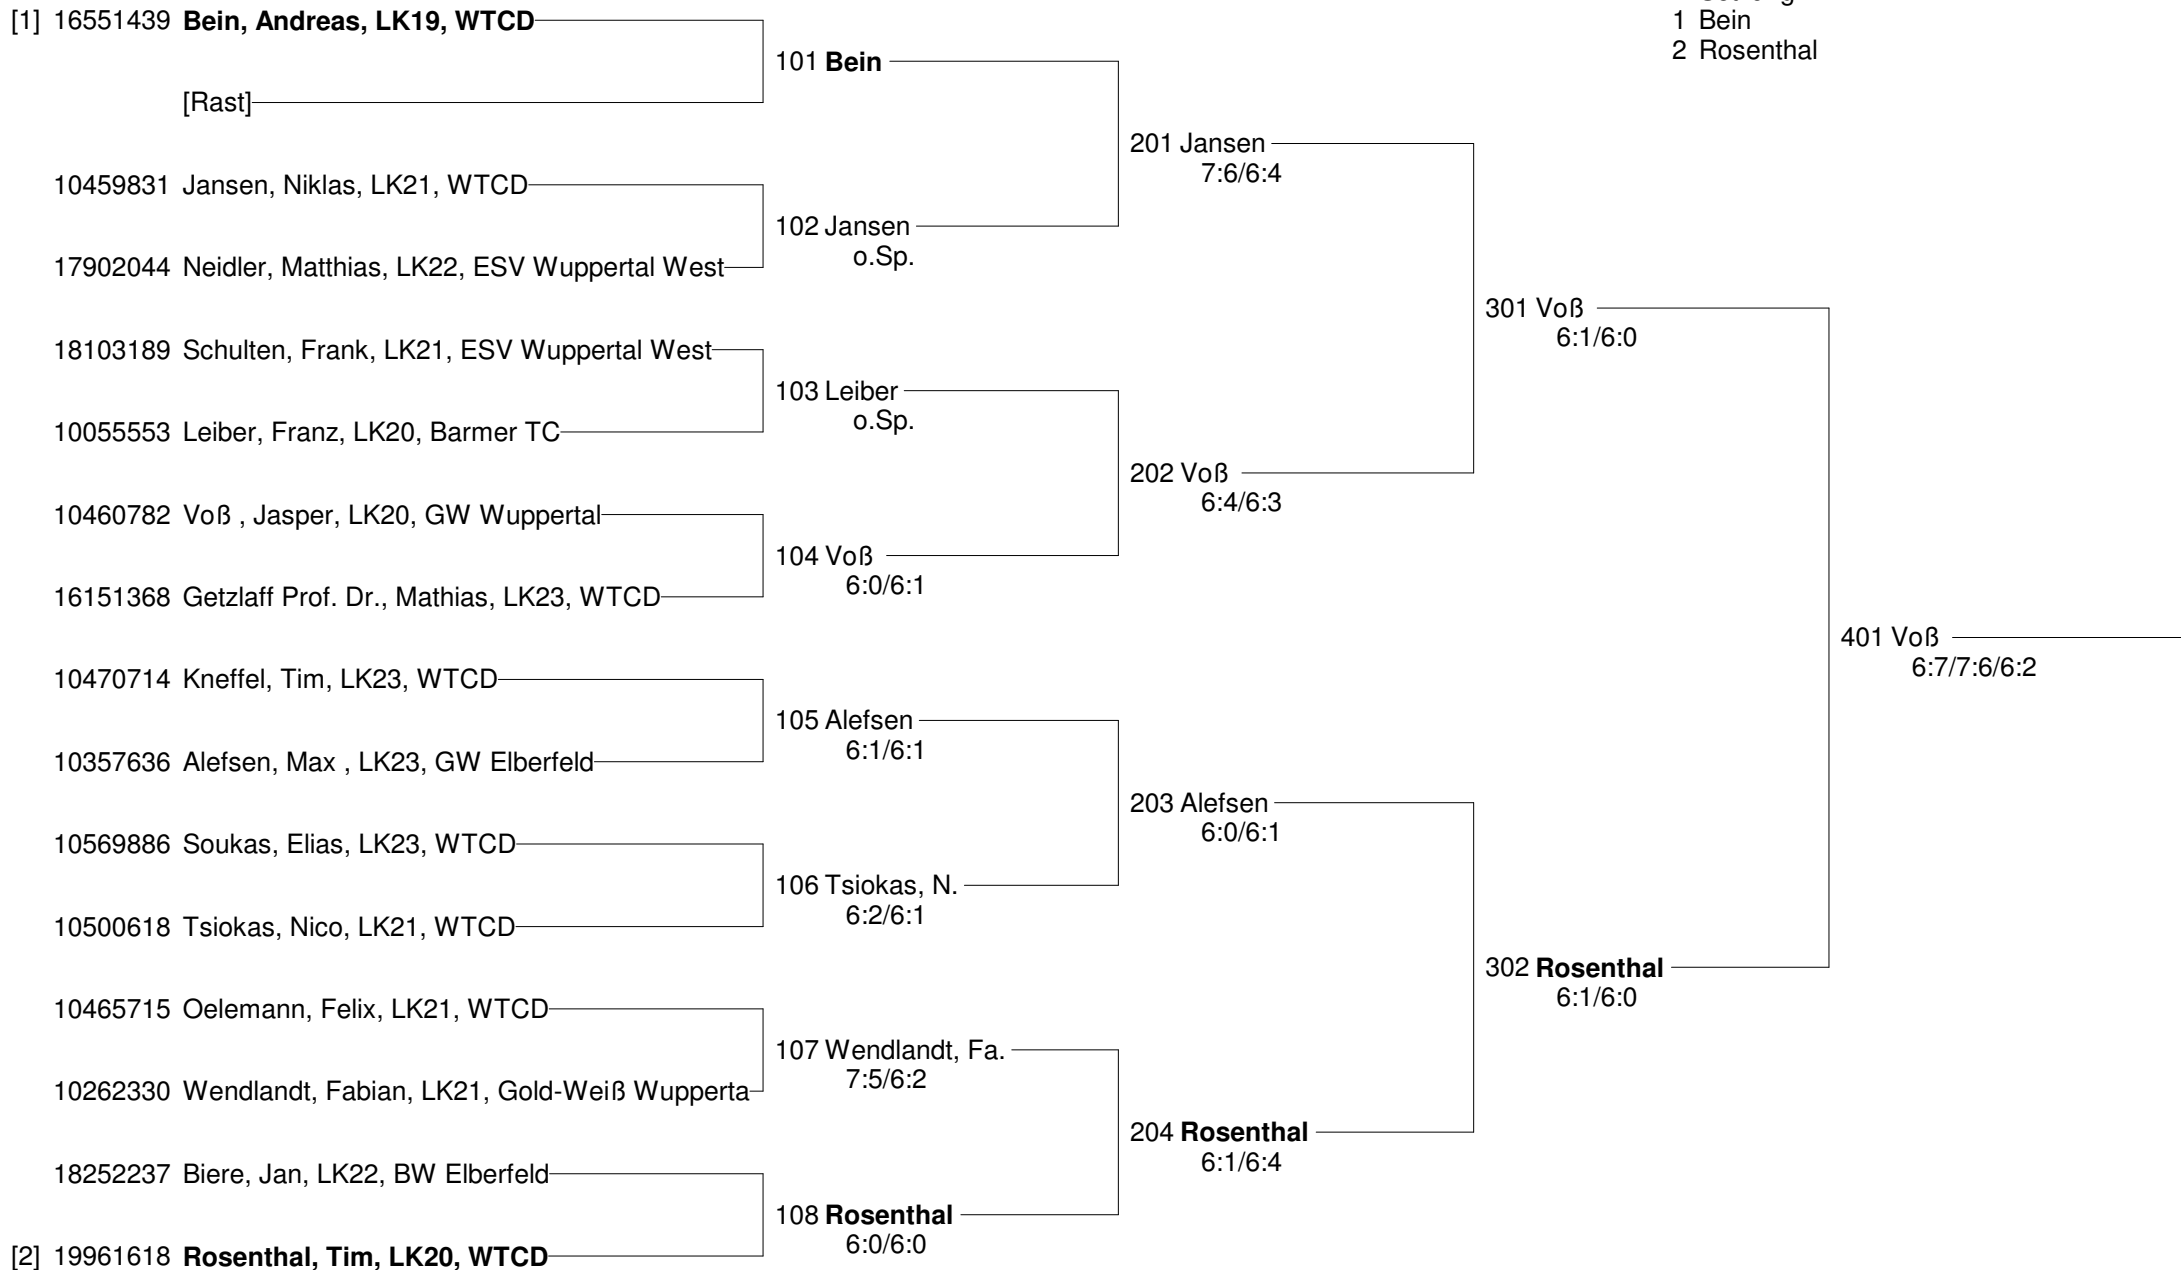 [1] 16551439 Bein, Andreas, LK19, WTCD
[Rast]
10459831 Jansen, Niklas, LK21, WTCD
17902044 Neidler, Matthias, LK22, ESV Wuppertal West
18103189 Schulten, Frank, LK21, ESV Wuppertal West
10055553 Leiber, Franz, LK20, Barmer TC
10460782 Voß , Jasper, LK20, GW Wuppertal
16151368 Getzlaff Prof. Dr., Mathias, LK23, WTCD
10470714 Kneffel, Tim, LK23, WTCD
10357636 Alefsen, Max , LK23, GW Elberfeld
10569886 Soukas, Elias, LK23, WTCD
10500618 Tsiokas, Nico, LK21, WTCD
10465715 Oelemann, Felix, LK21, WTCD
10262330 Wendlandt, Fabian, LK21, Gold-Weiß Wupperta
18252237 Biere, Jan, LK22, BW Elberfeld
[2] 19961618 Rosenthal, Tim, LK20, WTCD
101 Bein
102 Jansen
o.Sp.
103 Leiber
o.Sp.
104 Voß
6:0/6:1
105 Alefsen
6:1/6:1
106 Tsiokas, N.
6:2/6:1
107 Wendlandt, Fa.
7:5/6:2
108 Rosenthal
6:0/6:0
201 Jansen
7:6/6:4
202 Voß
6:4/6:3
203 Alefsen
6:0/6:1
204 Rosenthal
6:1/6:4
301 Voß
6:1/6:0
302 Rosenthal
6:1/6:0
401 Voß
6:7/7:6/6:2
1 Bein
2 Rosenthal